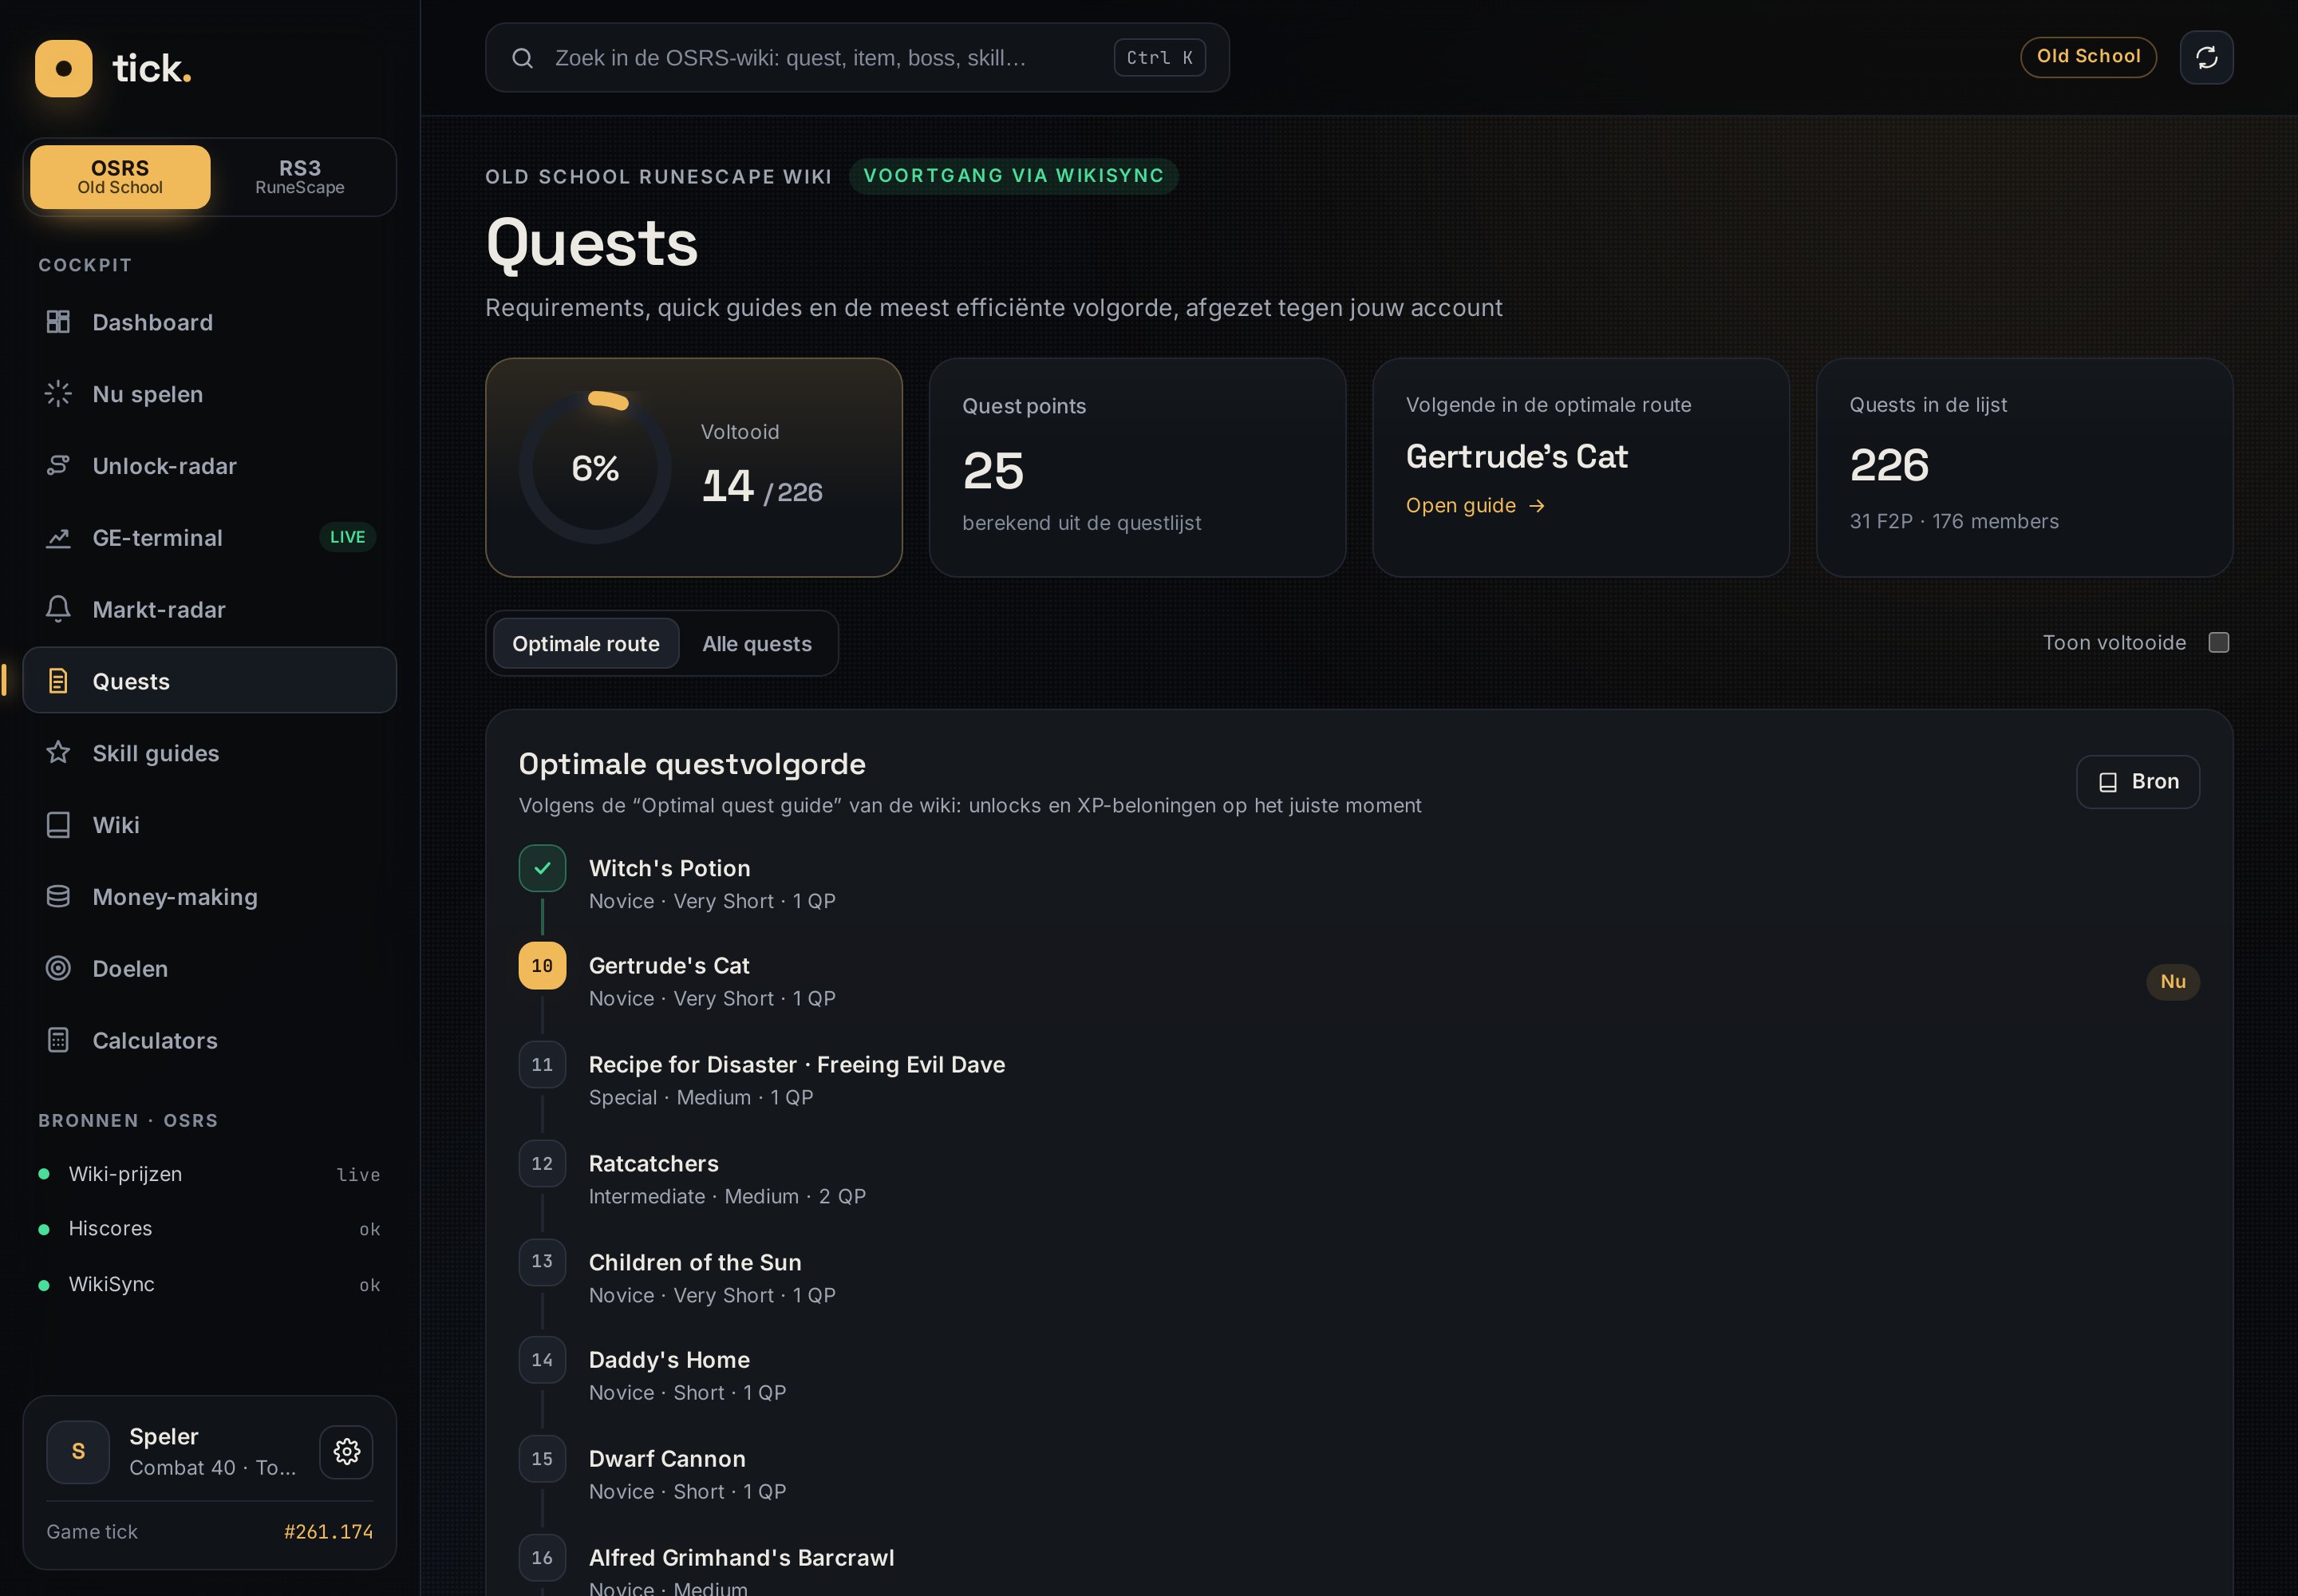 tick.
Zoek in de OSRS-wiki: quest, item, boss, skill…
Ctrl K
Old School
OSRS
Old School
RS3
RuneScape
COCKPIT
Dashboard
Nu spelen
Unlock-radar
GE-terminal
LIVE
Markt-radar
Quests
Skill guides
Wiki
Money-making
Doelen
Calculators
BRONNEN · OSRS
Wiki-prijzen live
Hiscores ok
WikiSync ok
S
Speler
Combat 40 · To…
Game tick #261.174
OLD SCHOOL RUNESCAPE WIKI
VOORTGANG VIA WIKISYNC
Quests
Requirements, quick guides en de meest efficiënte volgorde, afgezet tegen jouw account
6%
Voltooid
14 / 226
Quest points
25
berekend uit de questlijst
Volgende in de optimale route
Gertrude’s Cat
Open guide →
Quests in de lijst
226
31 F2P · 176 members
Optimale route
Alle quests
Toon voltooide
Optimale questvolgorde
Volgens de “Optimal quest guide” van de wiki: unlocks en XP-beloningen op het juiste moment
Bron
Witch's Potion
Novice · Very Short · 1 QP
10
Gertrude's Cat
Novice · Very Short · 1 QP
Nu
11
Recipe for Disaster · Freeing Evil Dave
Special · Medium · 1 QP
12
Ratcatchers
Intermediate · Medium · 2 QP
13
Children of the Sun
Novice · Very Short · 1 QP
14
Daddy's Home
Novice · Short · 1 QP
15
Dwarf Cannon
Novice · Short · 1 QP
16
Alfred Grimhand's Barcrawl
Novice · Medium